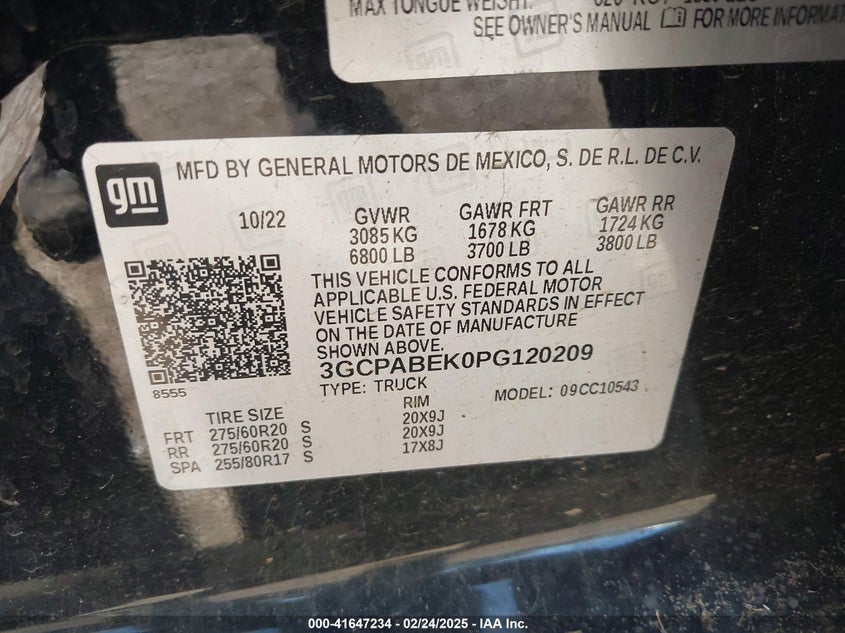 MAX TONGUE WEIGHT:
SEE OWNER'S MANUAL FOR MORE INFORMAT
gm
MFD BY GENERAL MOTORS DE MEXICO, S. DE R.L. DE C.V.
10/22 GVWR GAWR FRT GAWR RR
3085 KG 1678 KG 1724 KG
6800 LB 3700 LB 3800 LB
THIS VEHICLE CONFORMS TO ALL
APPLICABLE U.S. FEDERAL MOTOR
VEHICLE SAFETY STANDARDS IN EFFECT
ON THE DATE OF MANUFACTURE
SHOWN ABOVE.
3GCPABEK0PG120209
8555 TYPE: TRUCK MODEL: 09CC10543
TIRE SIZE RIM
FRT 275/60R20 S 20X9J
RR 275/60R20 S 20X9J
SPA 255/80R17 S 17X8J
000-41647234 - 02/24/2025 - IAA Inc.